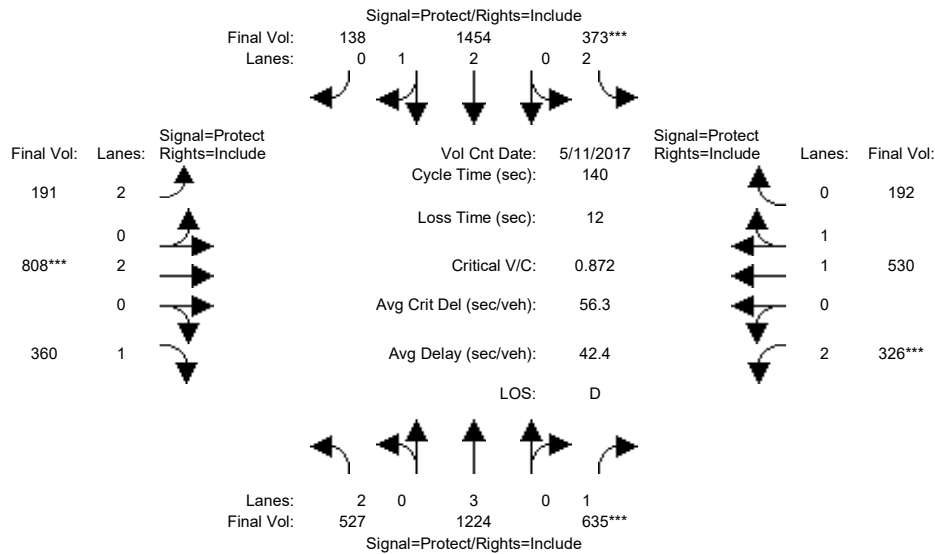 Signal=Protect/Rights=Include
Final Vol: 138 1454 373***
Lanes: 0 1 2 0 2
Signal=Protect
Final Vol: Lanes: Rights=Include
Vol Cnt Date: 5/11/2017
Signal=Protect
Rights=Include Lanes: Final Vol:
Cycle Time (sec): 140
191 2
0 192
Loss Time (sec): 12
0
1
808*** 2
Critical V/C: 0.872
1 530
0
Avg Crit Del (sec/veh): 56.3
0
360 1
Avg Delay (sec/veh): 42.4
2 326***
LOS: D
Lanes: 2 0 3 0 1
Final Vol: 527 1224 635***
Signal=Protect/Rights=Include